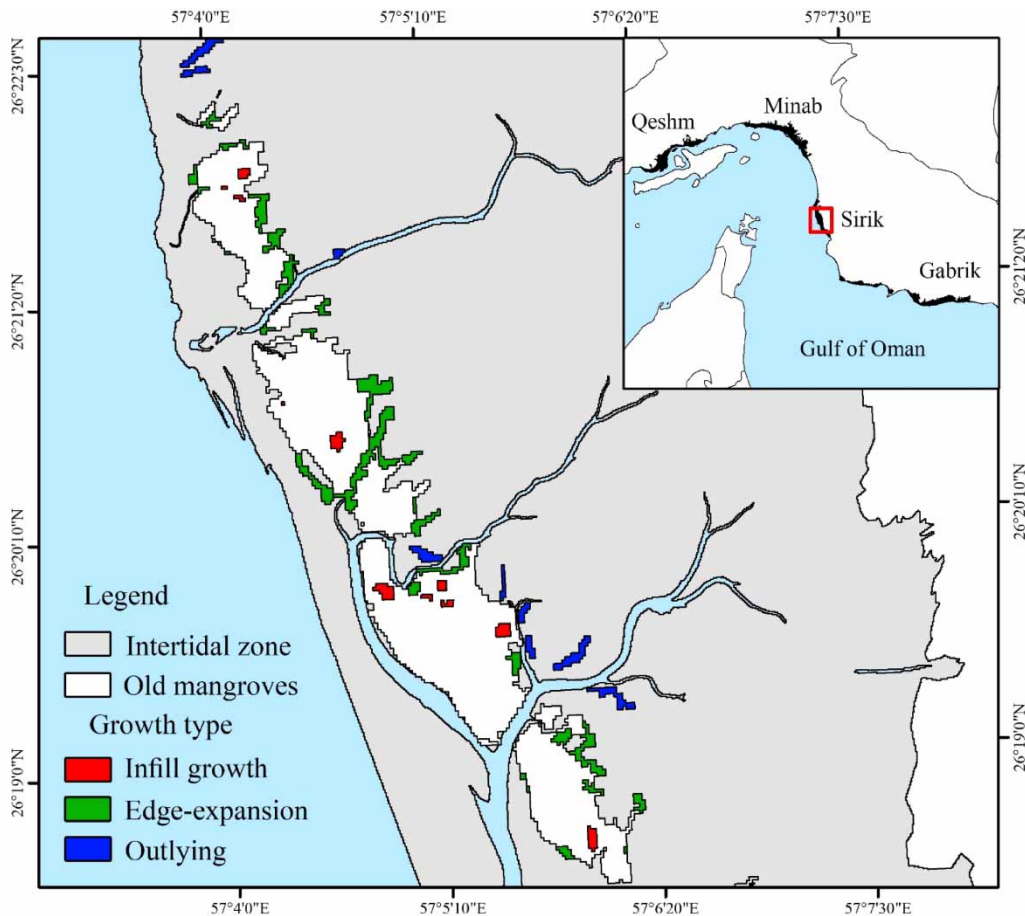 57°4'0"E 57°5'10"E 57°6'20"E 57°7'30"E
26°22'30"N
26°21'20"N
26°20'10"N
26°19'0"N
Qeshm
Minab
Sirik
Gabrik
Gulf of Oman
26°21'20"N
26°20'10"N
26°19'0"N
Legend
Intertidal zone
Old mangroves
Growth type
Infill growth
Edge-expansion
Outlying
57°4'0"E 57°5'10"E 57°6'20"E 57°7'30"E